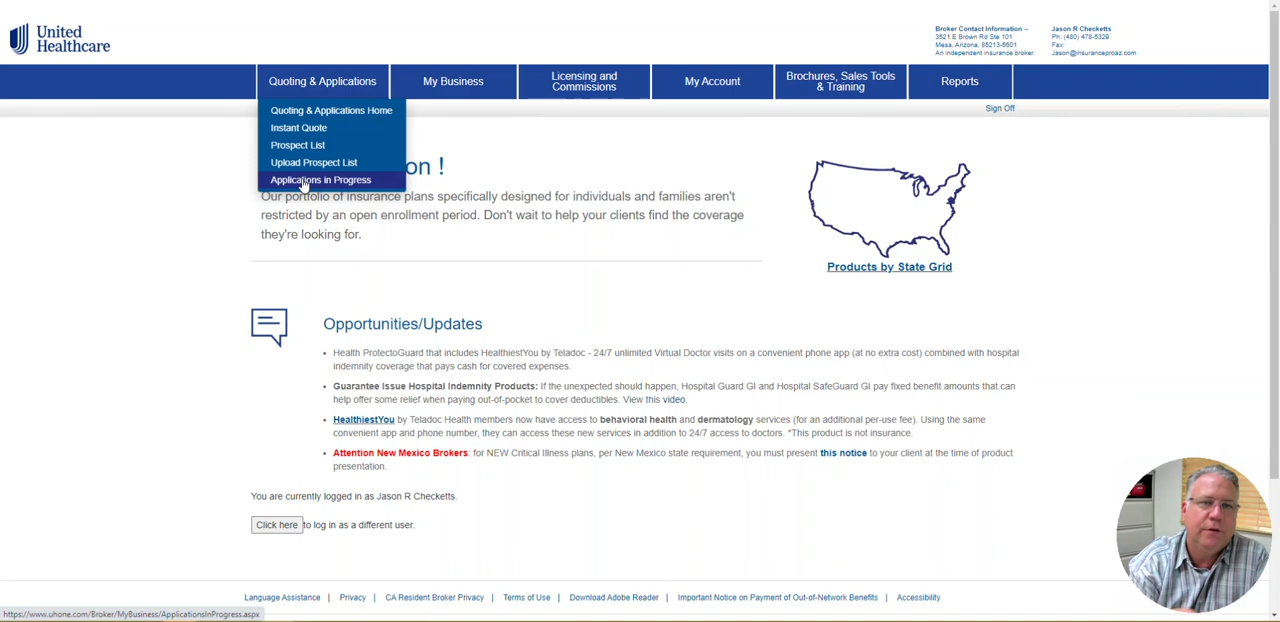 United
Healthcare
Broker Contact Information --
3521 E Brown Rd Ste 101
Mesa, Arizona, 85213-5601
An independent insurance broker.
Jason R Checketts
Ph: (480) 478-5329
Fax:
Jason@insuranceproaz.com
Quoting & Applications
My Business
Licensing and
Commissions
My Account
Brochures, Sales Tools
& Training
Reports
Sign Off
Quoting & Applications Home
Instant Quote
Prospect List
Upload Prospect List
Applications in Progress
on !
Our portfolio of insurance plans specifically designed for individuals and families aren't
restricted by an open enrollment period. Don't wait to help your clients find the coverage
they're looking for.
Products by State Grid
Opportunities/Updates
• Health ProtectoGuard that includes HealthiestYou by Teladoc - 24/7 unlimited Virtual Doctor visits on a convenient phone app (at no extra cost) combined with hospital
indemnity coverage that pays cash for covered expenses.
• Guarantee Issue Hospital Indemnity Products: If the unexpected should happen, Hospital Guard GI and Hospital SafeGuard GI pay fixed benefit amounts that can
help offer some relief when paying out-of-pocket to cover deductibles. View this video.
• HealthiestYou by Teladoc Health members now have access to behavioral health and dermatology services (for an additional per-use fee). Using the same
convenient app and phone number, they can access these new services in addition to 24/7 access to doctors. *This product is not insurance.
• Attention New Mexico Brokers: for NEW Critical Illness plans, per New Mexico state requirement, you must present this notice to your client at the time of product
presentation.
You are currently logged in as Jason R Checketts.
Click here to log in as a different user.
Language Assistance | Privacy | CA Resident Broker Privacy | Terms of Use | Download Adobe Reader | Important Notice on Payment of Out-of-Network Benefits | Accessibility
https://www.uhone.com/Broker/MyBusiness/ApplicationsInProgress.aspx